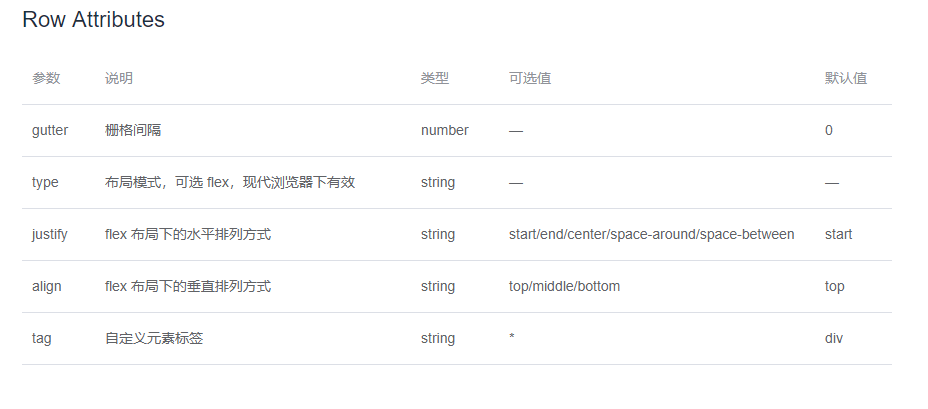 Row Attributes
参数 说明 类型 可选值 默认值
gutter 栅格间隔 number — 0
type 布局模式，可选 flex，现代浏览器下有效 string — —
justify flex 布局下的水平排列方式 string start/end/center/space-around/space-between start
align flex 布局下的垂直排列方式 string top/middle/bottom top
tag 自定义元素标签 string * div